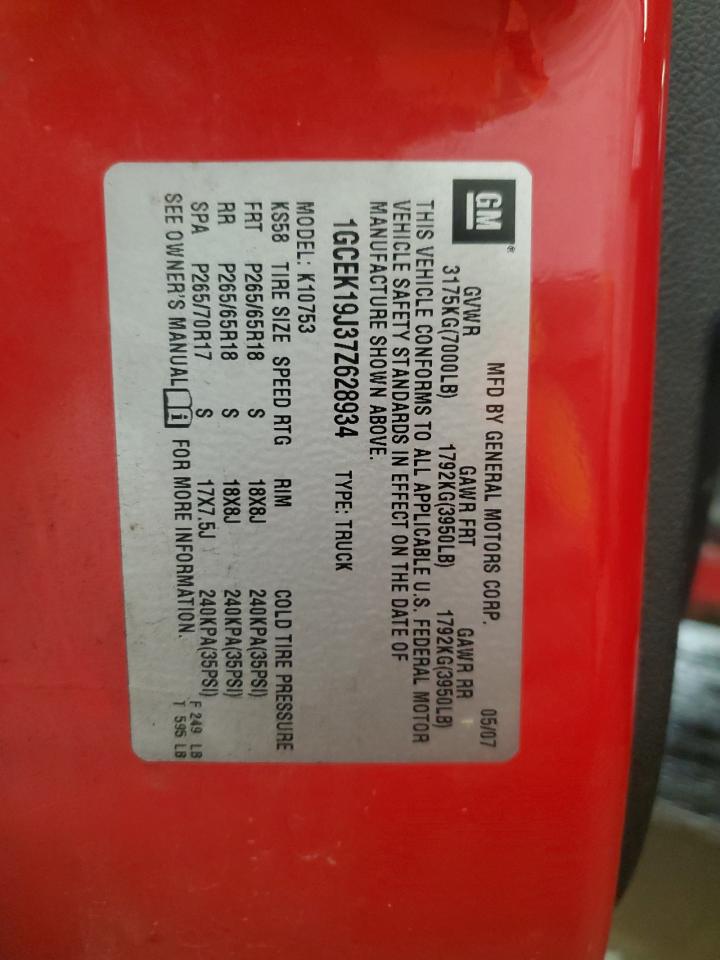 GM®
MFD BY GENERAL MOTORS CORP. 05/07
GVWR GAWR FRT GAWR RR
3175KG(7000LB) 1792KG(3950LB) 1792KG(3950LB)
THIS VEHICLE CONFORMS TO ALL APPLICABLE U.S. FEDERAL MOTOR
VEHICLE SAFETY STANDARDS IN EFFECT ON THE DATE OF
MANUFACTURE SHOWN ABOVE.
1GCEK19J37Z628934 TYPE: TRUCK
MODEL: K10753
KS58 TIRE SIZE SPEED RTG RIM COLD TIRE PRESSURE
FRT P265/65R18 S 18X8J 240KPA(35PSI)
RR P265/65R18 S 18X8J 240KPA(35PSI)
SPA P265/70R17 S 17X7.5J 240KPA(35PSI)
SEE OWNER'S MANUAL i FOR MORE INFORMATION.
F 249 LB
T 595 LB